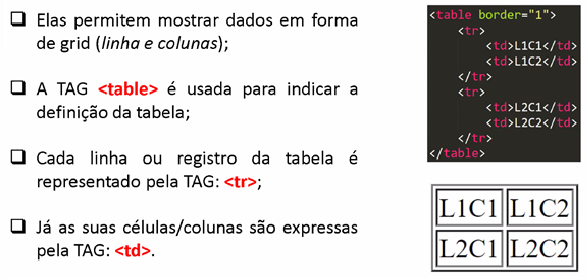 ❑ Elas permitem mostrar dados em forma
de grid (linha e colunas);
❑ A TAG <table> é usada para indicar a
definição da tabela;
❑ Cada linha ou registro da tabela é
representado pela TAG: <tr>;
❑ Já as suas células/colunas são expressas
pela TAG: <td>.
<table border="1">
<tr>
<td>L1C1</td>
<td>L1C2</td>
</tr>
<tr>
<td>L2C1</td>
<td>L2C2</td>
</tr>
</table>
L1C1 L1C2
L2C1 L2C2